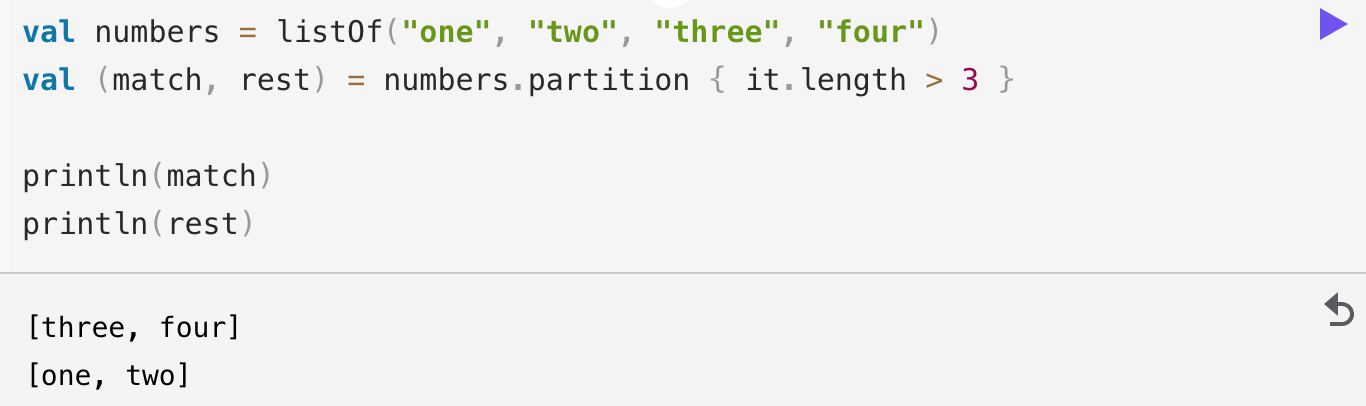 val numbers = listOf("one", "two", "three", "four")
val (match, rest) = numbers.partition { it.length > 3 }
println(match)
println(rest)
[three, four]
[one, two]